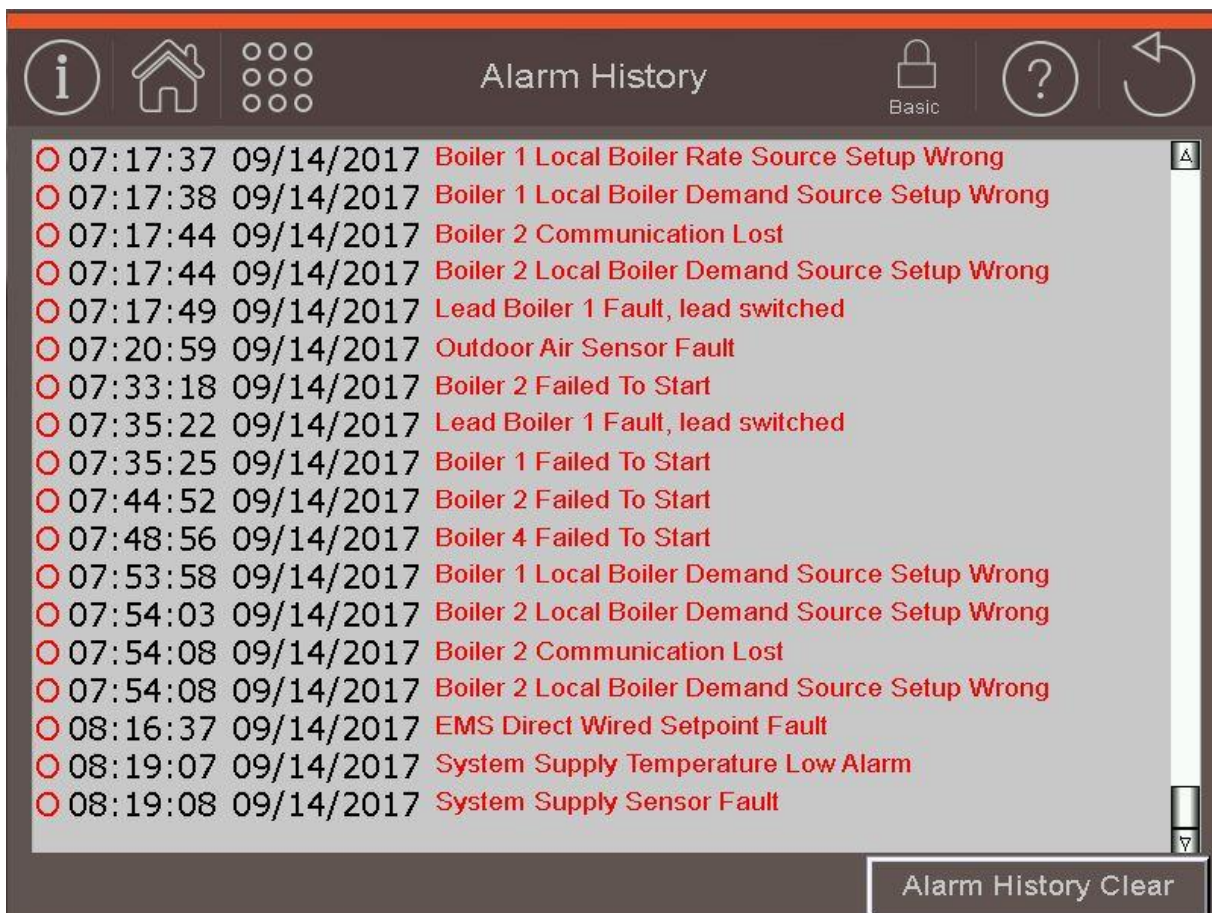 i
Alarm History
Basic
?
07:17:37 09/14/2017 Boiler 1 Local Boiler Rate Source Setup Wrong
07:17:38 09/14/2017 Boiler 1 Local Boiler Demand Source Setup Wrong
07:17:44 09/14/2017 Boiler 2 Communication Lost
07:17:44 09/14/2017 Boiler 2 Local Boiler Demand Source Setup Wrong
07:17:49 09/14/2017 Lead Boiler 1 Fault, lead switched
07:20:59 09/14/2017 Outdoor Air Sensor Fault
07:33:18 09/14/2017 Boiler 2 Failed To Start
07:35:22 09/14/2017 Lead Boiler 1 Fault, lead switched
07:35:25 09/14/2017 Boiler 1 Failed To Start
07:44:52 09/14/2017 Boiler 2 Failed To Start
07:48:56 09/14/2017 Boiler 4 Failed To Start
07:53:58 09/14/2017 Boiler 1 Local Boiler Demand Source Setup Wrong
07:54:03 09/14/2017 Boiler 2 Local Boiler Demand Source Setup Wrong
07:54:08 09/14/2017 Boiler 2 Communication Lost
07:54:08 09/14/2017 Boiler 2 Local Boiler Demand Source Setup Wrong
08:16:37 09/14/2017 EMS Direct Wired Setpoint Fault
08:19:07 09/14/2017 System Supply Temperature Low Alarm
08:19:08 09/14/2017 System Supply Sensor Fault
Alarm History Clear